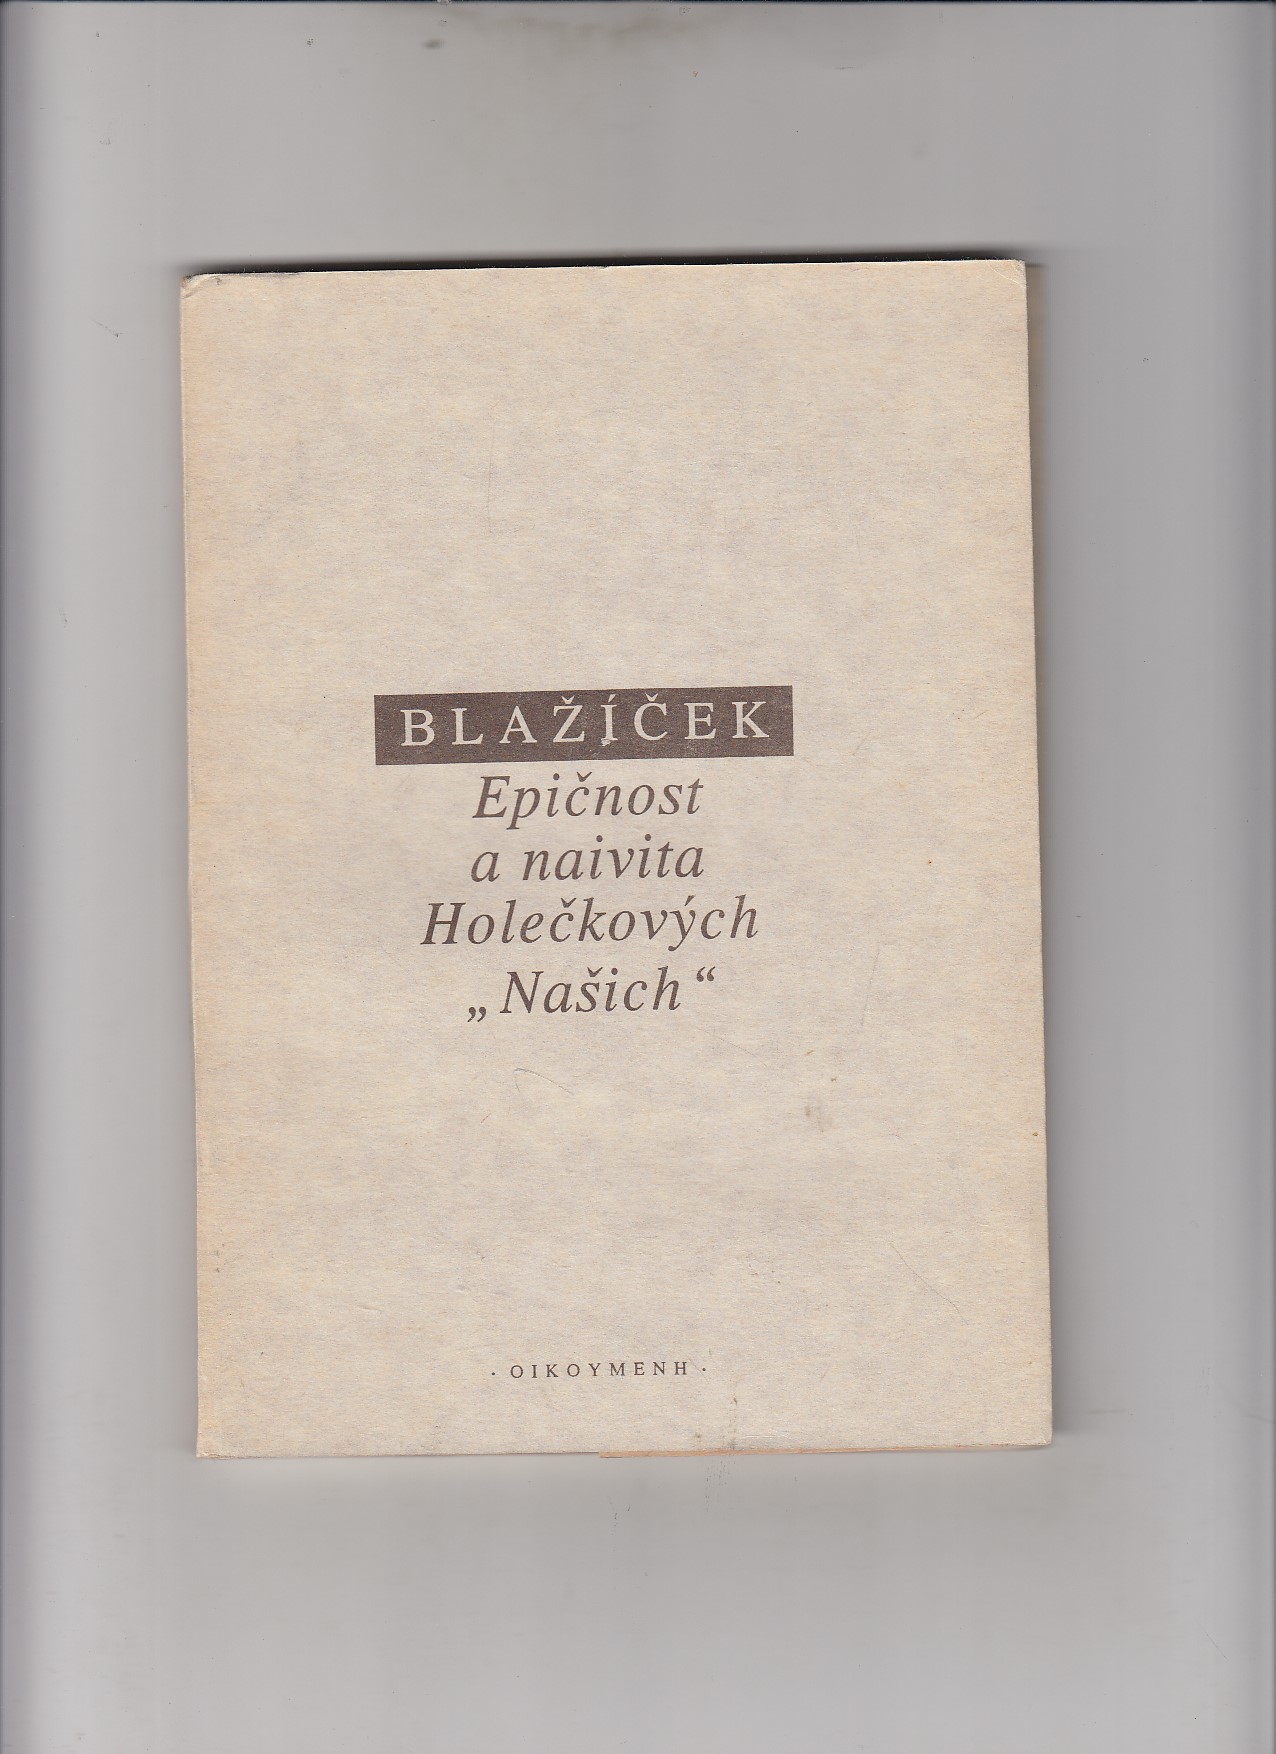 BLAŽÍČEK
Epičnost
a naivita
Holečkových
„Našich“
· OIKOYMENH ·